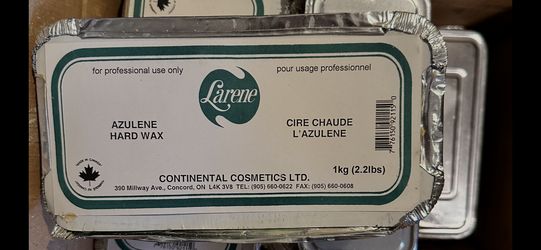 for professional use only
Larene
pour usage professionnel
AZULENE
HARD WAX
CIRE CHAUDE
L'AZULENE
1kg (2.2lbs)
CONTINENTAL COSMETICS LTD.
390 Millway Ave., Concord, ON L4K 3V8 TEL: (905) 660-0622 FAX: (905) 660-0608